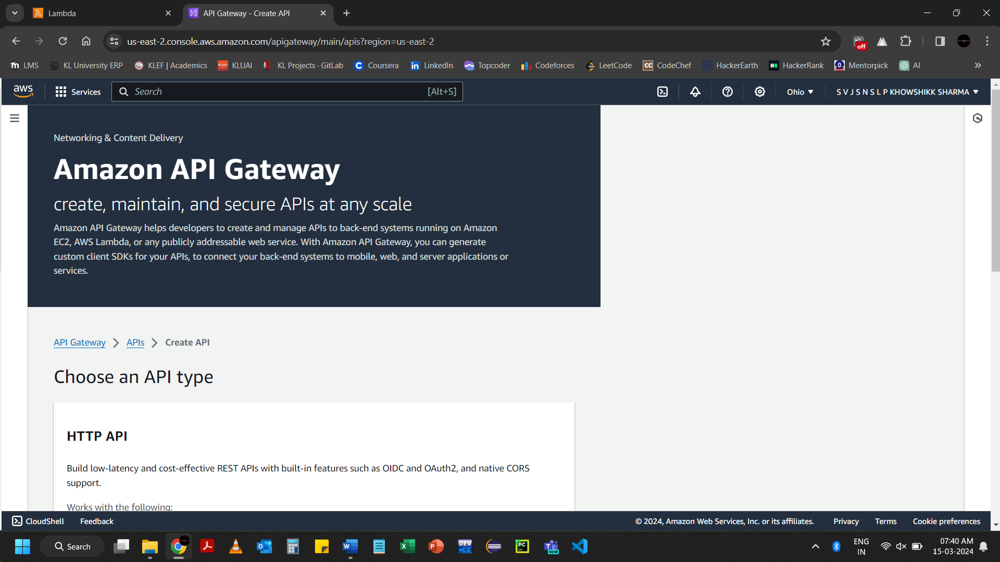 Lambda
API Gateway - Create API
us-east-2.console.aws.amazon.com/apigateway/main/apis?region=us-east-2
off
LMS
KL University ERP
KLEF | Academics
KLUAI
KLUAI
KL Projects · GitLab
Coursera
LinkedIn
Topcoder
Codeforces
LeetCode
CC
CodeChef
HackerEarth
HackerRank
Mentorpick
AI
aws
Services
Search
[Alt+S]
Ohio
S V J S N S L P KHOWSHIKK SHARMA
Networking & Content Delivery
Amazon API Gateway
create, maintain, and secure APIs at any scale
Amazon API Gateway helps developers to create and manage APIs to back-end systems running on Amazon
EC2, AWS Lambda, or any publicly addressable web service. With Amazon API Gateway, you can generate
custom client SDKs for your APIs, to connect your back-end systems to mobile, web, and server applications or
services.
API Gateway
APIs
Create API
Choose an API type
HTTP API
Build low-latency and cost-effective REST APIs with built-in features such as OIDC and OAuth2, and native CORS
support.
Works with the following:
CloudShell
Feedback
© 2024, Amazon Web Services, Inc. or its affiliates.
Privacy
Terms
Cookie preferences
Search
DEV
PC
NEW
ENG
IN
07:40 AM
15-03-2024